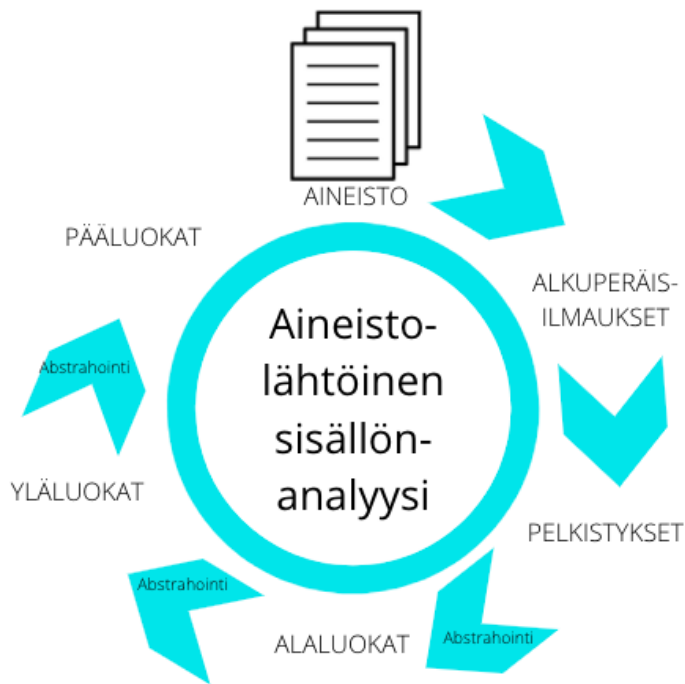 AINEISTO
ALKUPERÄIS-
ILMAUKSET
PELKISTYKSET
Abstrahointi
ALALUOKAT
Abstrahointi
YLÄLUOKAT
Abstrahointi
PÄÄLUOKAT
Aineisto-
lähtöinen
sisällön-
analyysi